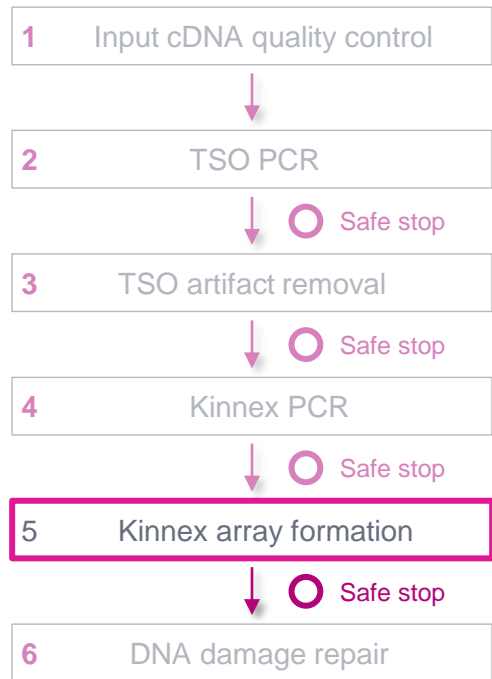 1 Input cDNA quality control
2 TSO PCR
Safe stop
3 TSO artifact removal
Safe stop
4 Kinnex PCR
Safe stop
5 Kinnex array formation
Safe stop
6 DNA damage repair